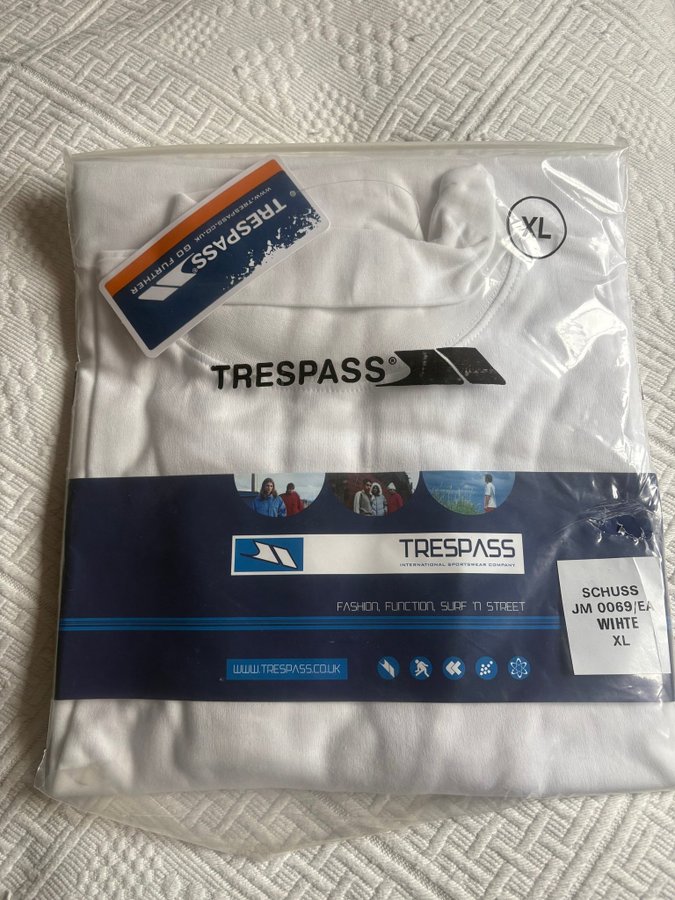 TRESPASS®
WWW.TRESPASS.CO.UK GO FURTHER
XL
TRESPASS®
TRESPASS
INTERNATIONAL SPORTSWEAR COMPANY
FASHION, FUNCTION, SURF 'N STREET
WWW.TRESPASS.CO.UK
SCHUSS
JM 0069/EA
WIHTE
XL